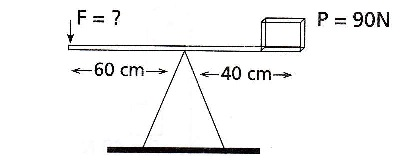 F = ? P = 90N
60 cm 40 cm